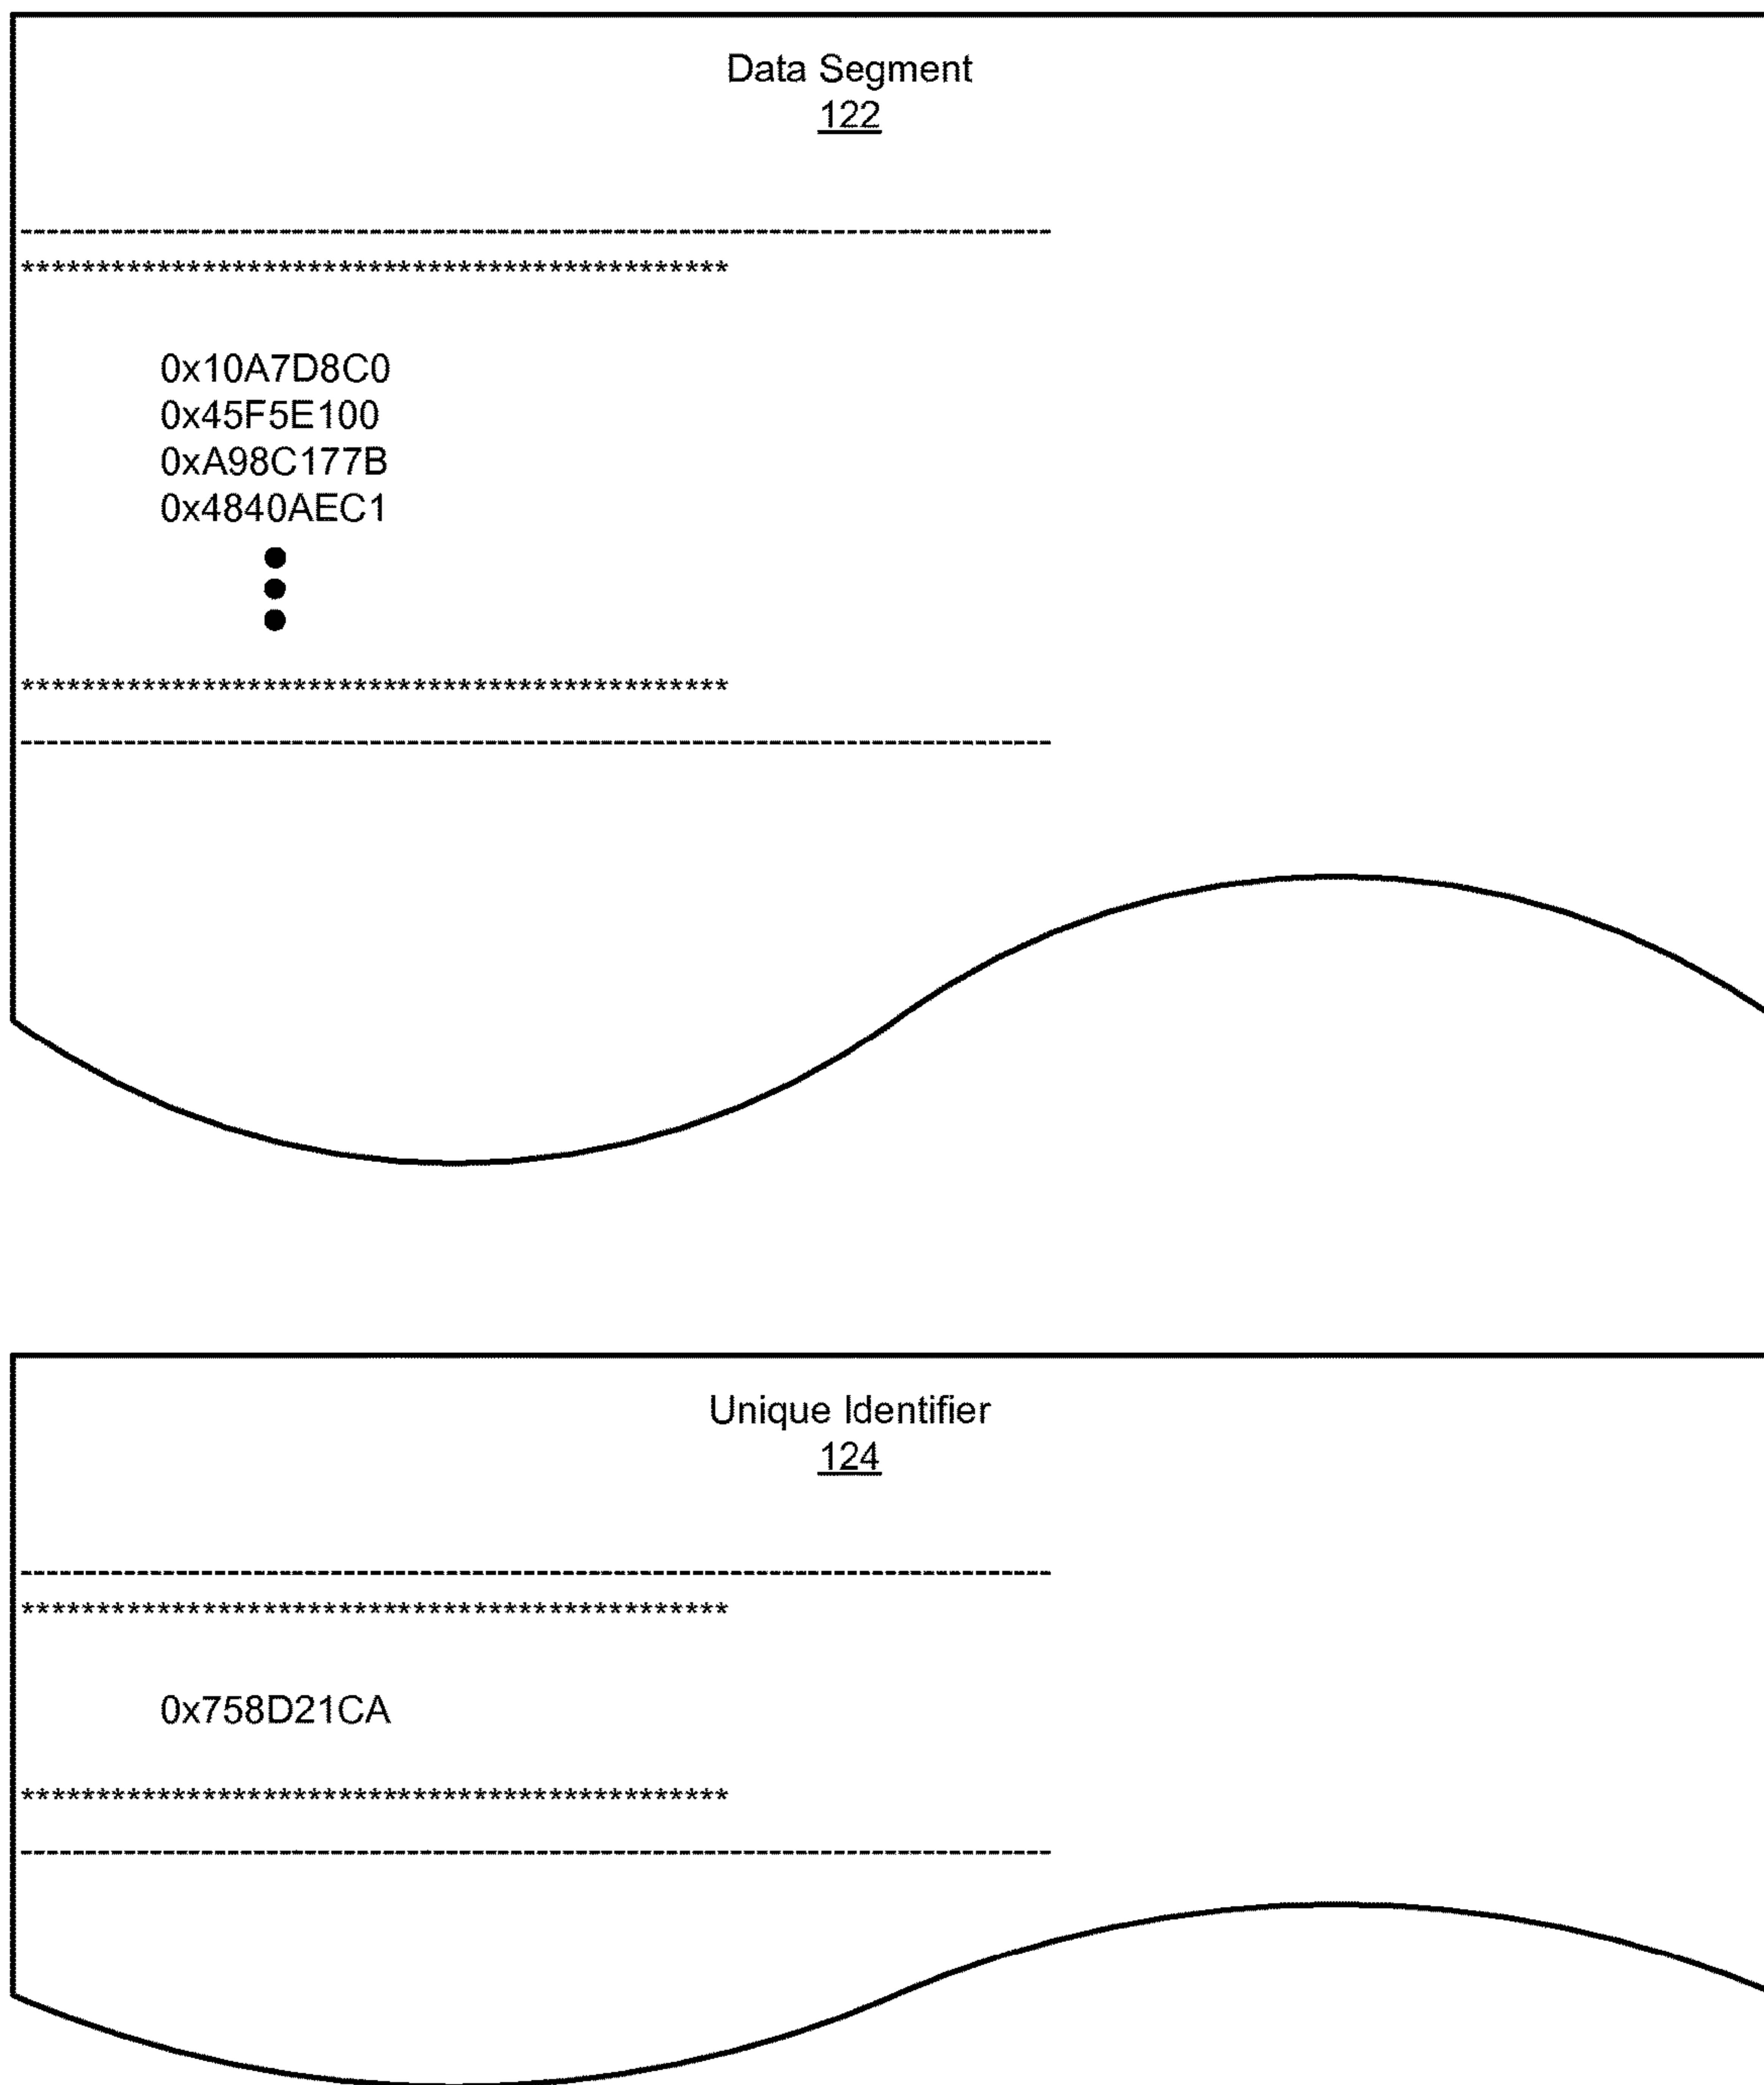 Data Segment
122
--------------------------------------------------------------------------------
***********************************************
0x10A7D8C0
0x45F5E100
0xA98C177B
0x4840AEC1
***********************************************
--------------------------------------------------------------------------------
Unique Identifier
124
--------------------------------------------------------------------------------
***********************************************
0x758D21CA
***********************************************
--------------------------------------------------------------------------------